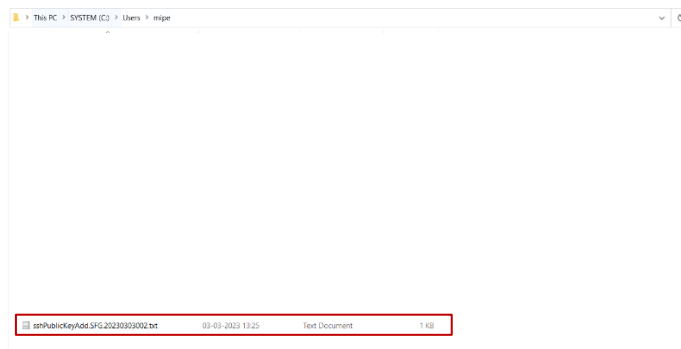 This PC > SYSTEM (C:) > Users > mipe
sshPublicKeyAdd.SFG.20230303002.txt 03-03-2023 13:25 Text Document 1 KB